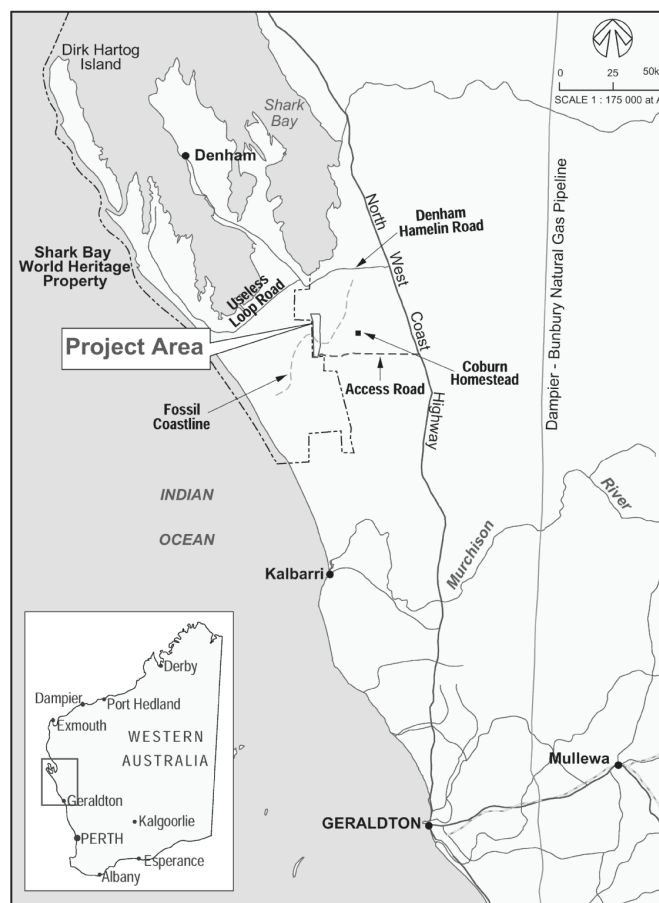 Dirk Hartog
Island
Shark
Bay
Denham
0 25 50k
SCALE 1 : 175 000 at A
Shark Bay
World Heritage
Property
Useless
Loop Road
North
West
Coast
Highway
Denham
Hamelin Road
Dampier - Bunbury Natural Gas Pipeline
Project Area
Coburn
Homestead
Access Road
Fossil
Coastline
INDIAN
OCEAN
Murchison
River
Kalbarri
Mullewa
GERALDTON
Derby
Dampier
Port Hedland
Exmouth
WESTERN
AUSTRALIA
Geraldton
Kalgoorlie
PERTH
Esperance
Albany